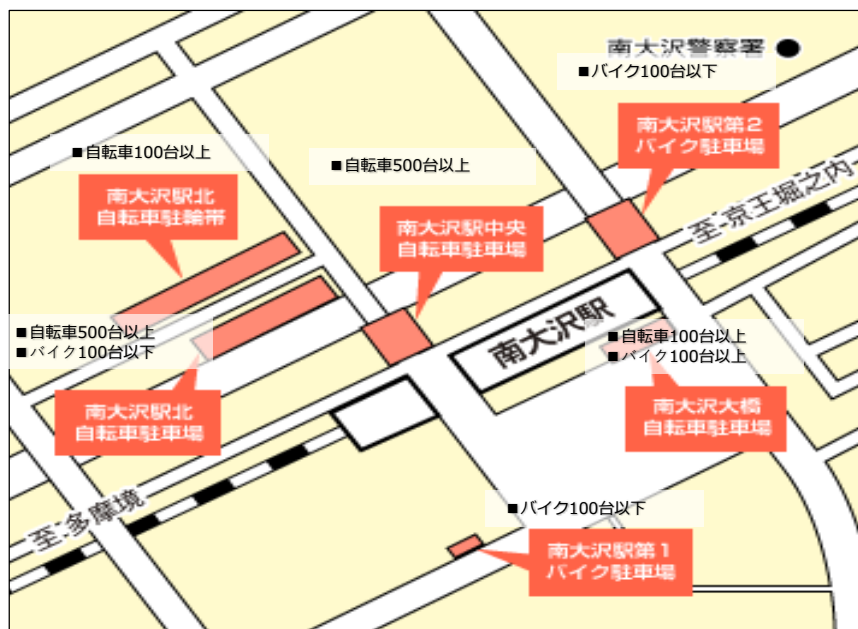 南大沢警察署
■バイク100台以下
南大沢駅第2
バイク駐車場
■自転車100台以上
■自転車500台以上
南大沢駅北
自転車駐輪帯
南大沢駅中央
自転車駐車場
至 京王堀之内
■自転車500台以上
■バイク100台以下
南大沢駅
■自転車100台以上
■バイク100台以上
南大沢駅北
自転車駐車場
南大沢大橋
自転車駐車場
至 多摩境
■バイク100台以下
南大沢駅第1
バイク駐車場